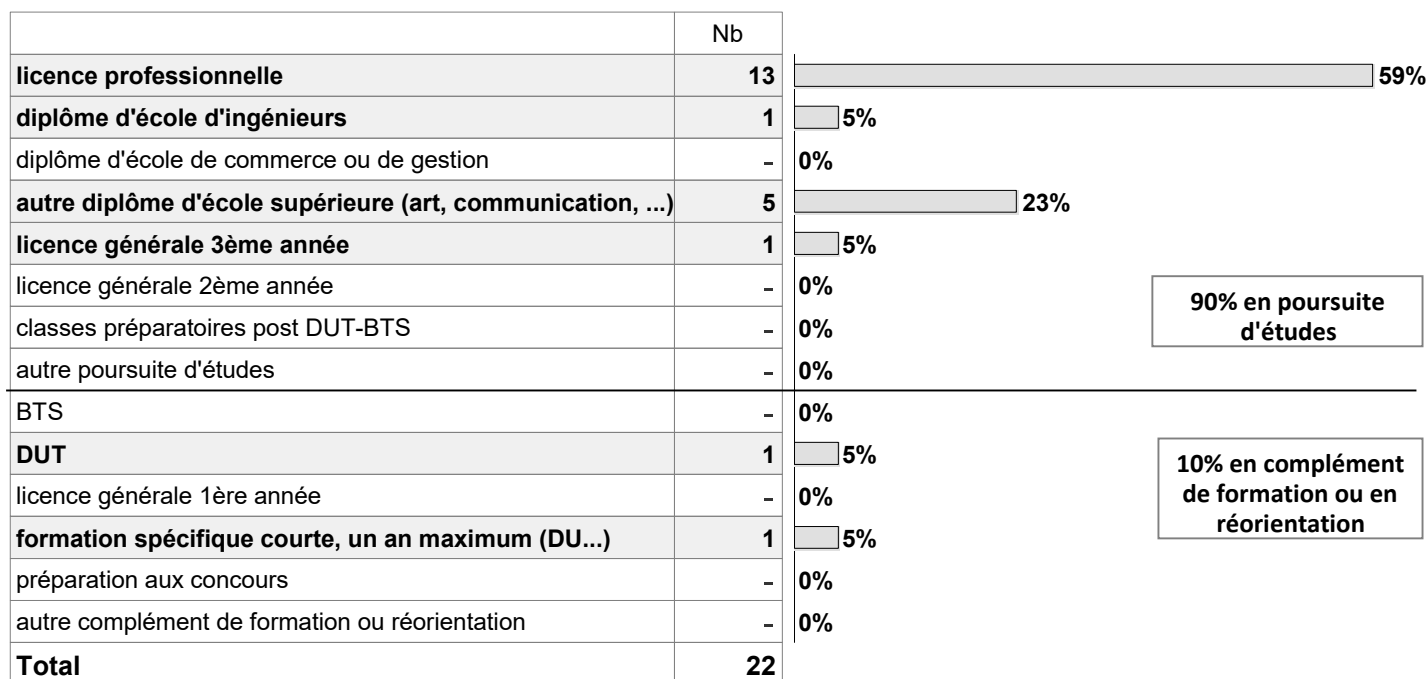 Nb
licence professionnelle 13 59%
diplôme d'école d'ingénieurs 1 5%
diplôme d'école de commerce ou de gestion - 0%
autre diplôme d'école supérieure (art, communication, ...) 5 23%
licence générale 3ème année 1 5%
licence générale 2ème année - 0%
classes préparatoires post DUT-BTS - 0%
autre poursuite d'études - 0%
90% en poursuite
d'études
BTS - 0%
DUT 1 5%
licence générale 1ère année - 0%
formation spécifique courte, un an maximum (DU...) 1 5%
préparation aux concours - 0%
autre complément de formation ou réorientation - 0%
10% en complément
de formation ou en
réorientation
Total 22